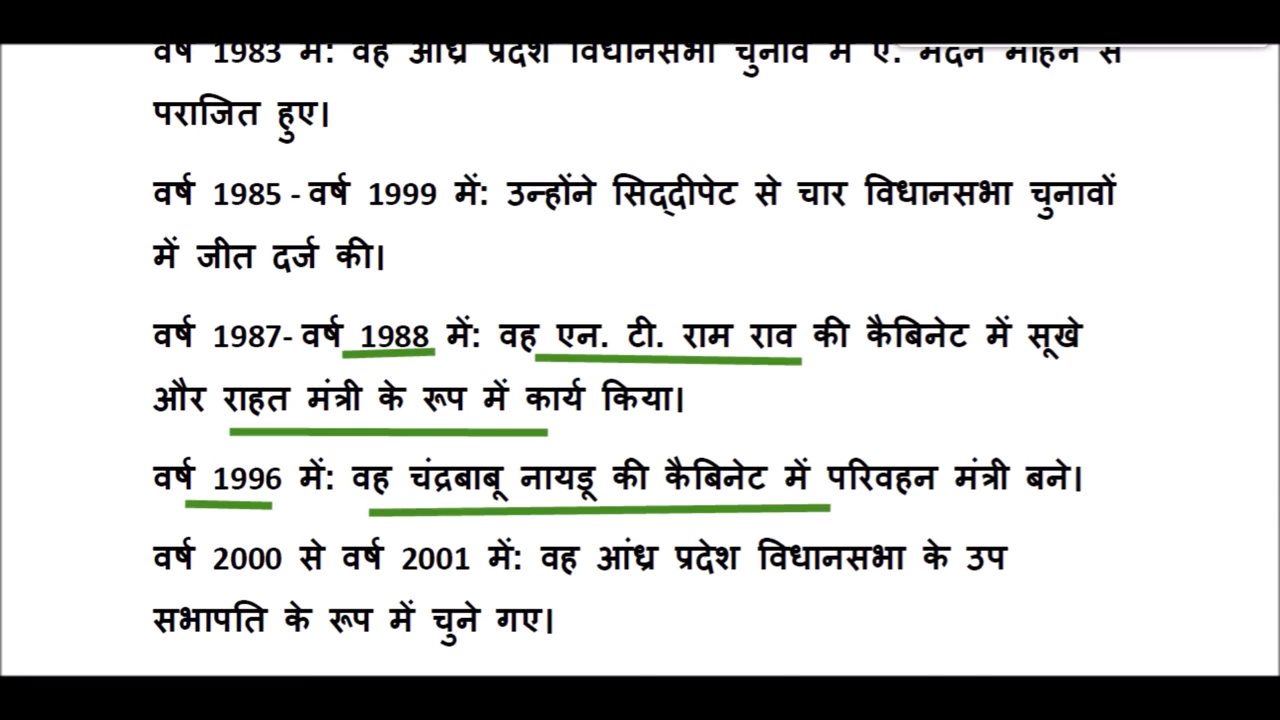 वर्ष 1983 में: वह आंध्र प्रदेश विधानसभा चुनाव में ए. मदन मोहन से
पराजित हुए।
वर्ष 1985 - वर्ष 1999 में: उन्होंने सिद्दीपेट से चार विधानसभा चुनावों
में जीत दर्ज की।
वर्ष 1987- वर्ष 1988 में: वह एन. टी. राम राव की कैबिनेट में सूखे
और राहत मंत्री के रूप में कार्य किया।
वर्ष 1996 में: वह चंद्रबाबू नायडू की कैबिनेट में परिवहन मंत्री बने।
वर्ष 2000 से वर्ष 2001 में: वह आंध्र प्रदेश विधानसभा के उप
सभापति के रूप में चुने गए।